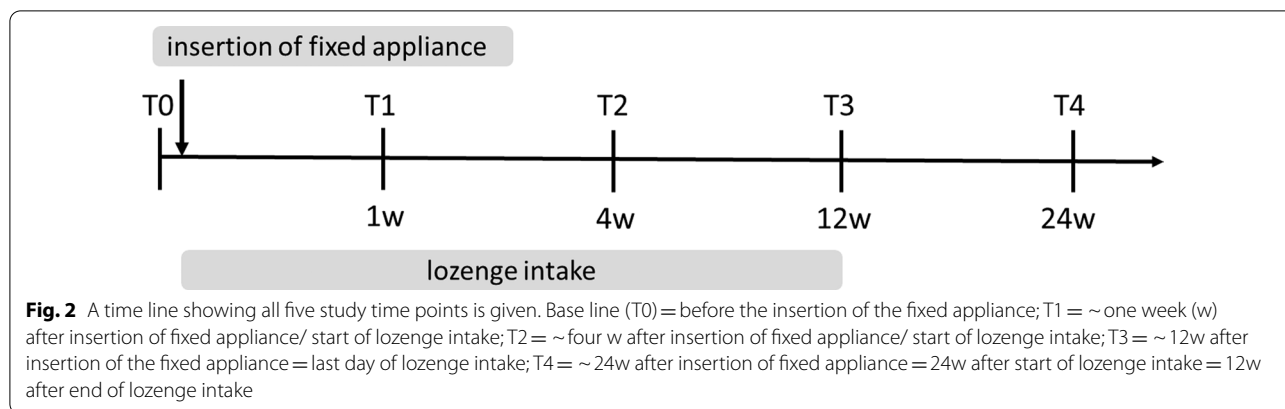 insertion of fixed appliance
T0 T1 T2 T3 T4
1w 4w 12w 24w
lozenge intake
Fig. 2 A time line showing all five study time points is given. Base line (T0) = before the insertion of the fixed appliance; T1 = ~ one week (w)
after insertion of fixed appliance/ start of lozenge intake; T2 = ~ four w after insertion of fixed appliance/ start of lozenge intake; T3 = ~ 12w after
insertion of the fixed appliance = last day of lozenge intake; T4 = ~ 24w after insertion of fixed appliance = 24w after start of lozenge intake = 12w
after end of lozenge intake